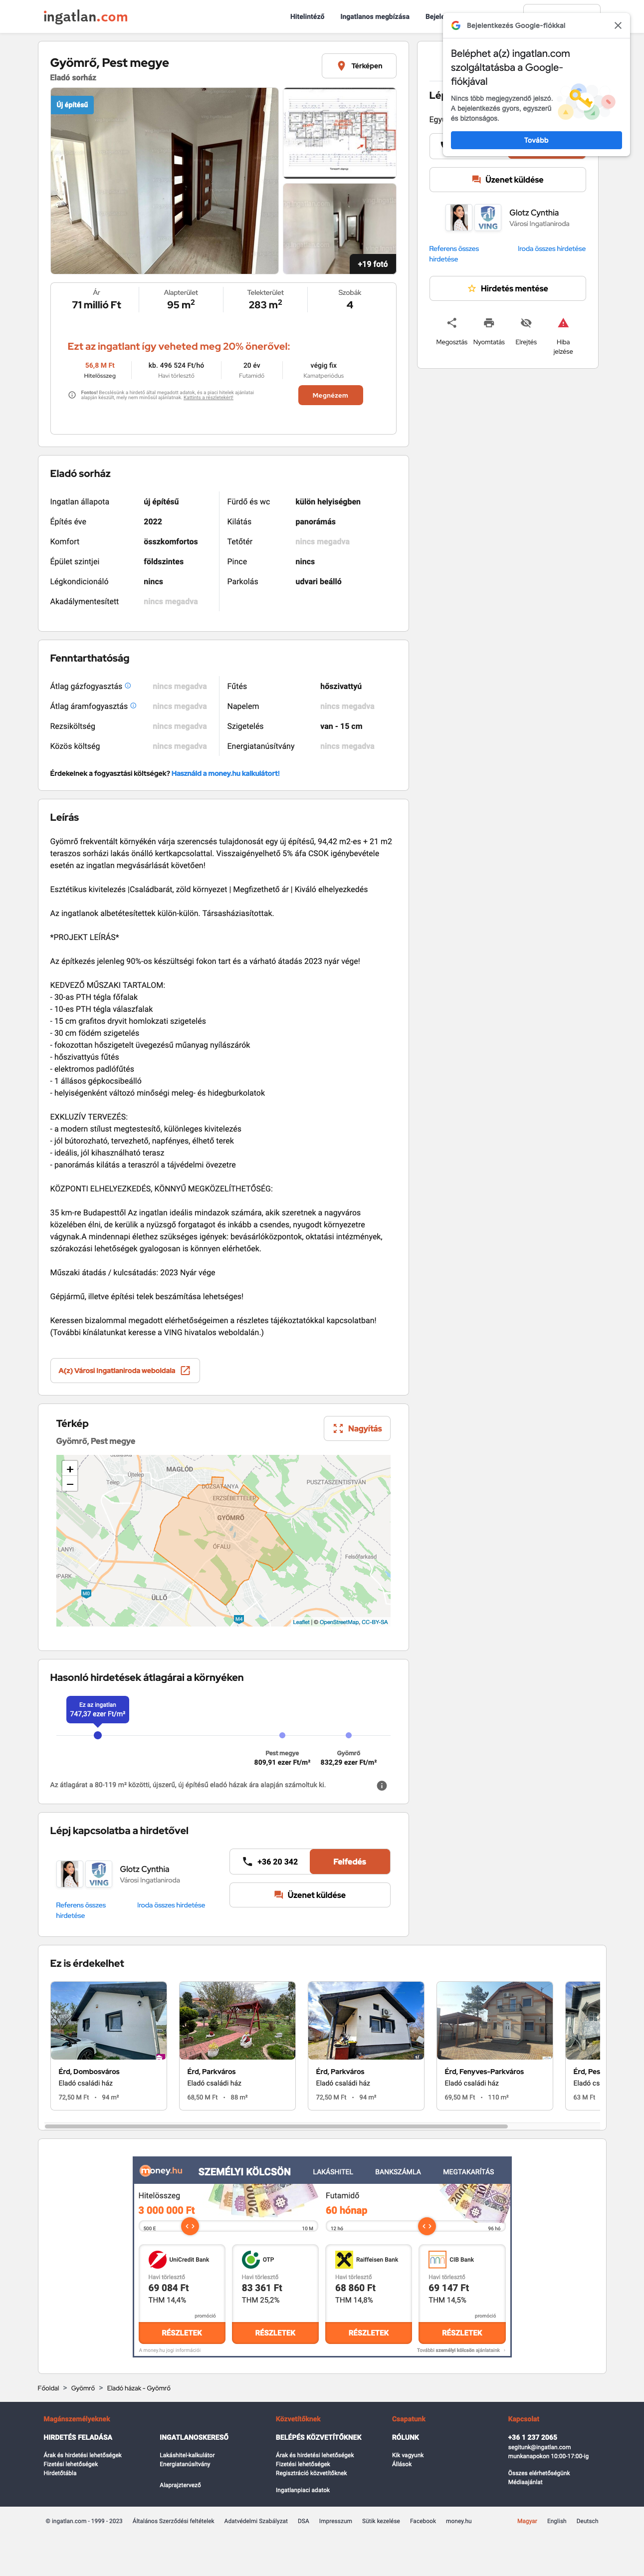 ingatlan.com
Hitelintéző
Ingatlanos megbízása
Bejelentkezés Google-fiókkal
Beléphet a(z) ingatlan.com
szolgáltatásba a Google-
fiókjával
Nincs több megjegyzendő jelszó.
A bejelentkezés gyors, egyszerű
és biztonságos.
Tovább
Györmrő, Pest megye
Eladó sorház
Térképen
Új építésű
+19 fotó
Ár
71 millió Ft
Alapterület
95 m2
Telekterület
283 m2
Szobák
4
Ezt az ingatlant így veheted meg 20% önerővel:
56,8 M Ft
Hitelösszeg
kb. 496 524 Ft/hó
Havi törlesztő
20 év
Futamidő
végig fix
Kamatperiódus
Megnézem
Üzenet küldése
Glotz Cynthia
Városi Ingatlaniroda
VING
Referens összes
hirdetése
Iroda összes hirdetése
Hirdetés mentése
Megosztás
Nyomtatás
Elrejtés
Hiba
jelzése
Eladó sorház
Ingatlan állapota
új építésű
Építés éve
2022
Komfort
összkomfortos
Épület szintjei
földszintes
Légkondicionáló
nincs
Akadálymentesített
nincs megadva
Fürdő és wc
külön helyiségben
Kilátás
panorámás
Tetőtér
nincs megadva
Pince
nincs
Parkolás
udvari beálló
Fenntarthatóság
Átlag gázfogyasztás
nincs megadva
Átlag áramfogyasztás
nincs megadva
Rezsiköltség
nincs megadva
Közös költség
nincs megadva
Fűtés
hőszivattyú
Napelem
nincs megadva
Szigetelés
van - 15 cm
Energiatanúsítvány
nincs megadva
Érdekelnek a fogyasztási költségek? Használd a money.hu kalkulátort!
Leírás
Gyömrő frekventált környékén várja szerencsés tulajdonosát egy új építésű, 94,42 m2-es + 21 m2
teraszos sorházi lakás önálló kertkapcsolattal. Visszaigényelhető 5% áfa CSOK igénybevétele
esetén az ingatlan megvásárlását követően!
Esztétikus kivitelezés |Családbarát, zöld környezet | Megfizethető ár | Kiváló elhelyezkedés
Az ingatlanok albetétesítettek külön-külön. Társasháziasítottak.
*PROJEKT LEÍRÁS*
Az építkezés jelenleg 90%-os készültségi fokon tart és a várható átadás 2023 nyár vége!
KEDVEZŐ MŰSZAKI TARTALOM:
- 30-as PTH tégla főfalak
- 10-es PTH tégla válaszfalak
- 15 cm grafitos dryvit homlokzati szigetelés
- 30 cm födém szigetelés
- fokozottan hőszigetelt üvegezésű műanyag nyílászárók
- hőszivattyús fűtés
- elektromos padlófűtés
- 1 állásos gépkocsibeálló
- helyiségenként változó minőségi meleg- és hidegburkolatok
EXKLUZÍV TERVEZÉS:
- a modern stílust megtestesítő, különleges kivitelezés
- jól bútorozható, tervezhető, napfényes, élhető terek
- ideális, jól kihasználható terasz
- panorámás kilátás a teraszról a tájvédelmi övezetre
KÖZPONTI ELHELYEZKEDÉS, KÖNNYŰ MEGKÖZELÍTHETŐSÉG:
35 km-re Budapesttől Az ingatlan ideális mindazok számára, akik szeretnek a nagyváros
közelében élni, de kerülik a nyüzsgő forgatagot és inkább a csendes, nyugodt környezetre
vágynak.A mindennapi élethez szükséges igények: bevásárlóközpontok, oktatási intézmények,
szórakozási lehetőségek gyalogosan is könnyen elérhetőek.
Műszaki átadás / kulcsátadás: 2023 Nyár vége
Gépjármű, illetve építési telek beszámítása lehetséges!
Keressen bizalommal megadott elérhetőségeimen a részletes tájékoztatókkal kapcsolatban!
(További kínálatunkat keresse a VING hivatalos weboldalán.)
A(z) Városi Ingatlaniroda weboldala
Térkép
Gyömrő, Pest megye
Nagyítás
+
−
MAGLÓD
Újtelep
Telep
DÓZSATANYA
ERZSÉBETTELEP
PUSZTASZENTISTVÁN
GYÖMRŐ
ÓFALU
Felsőfarkasd
LANYI
OPARK
M0
ÜLLŐ
M4
Leaflet | © OpenStreetMap, CC-BY-SA
Hasonló hirdetések átlagárai a környéken
Ez az ingatlan
747,37 ezer Ft/m²
Pest megye
809,91 ezer Ft/m²
Gyömrő
832,29 ezer Ft/m²
Az átlagárat a 80-119 m² közötti, újszerű, új építésű eladó házak ára alapján számoltuk ki.
Lépj kapcsolatba a hirdetővel
Glotz Cynthia
Városi Ingatlaniroda
VING
Referens összes
hirdetése
Iroda összes hirdetése
+36 20 342
Felfedés
Üzenet küldése
Ez is érdekelhet
Érd, Dombosváros
Eladó családi ház
72,50 M Ft • 94 m²
Érd, Parkváros
Eladó családi ház
68,50 M Ft • 88 m²
Érd, Parkváros
Eladó családi ház
72,50 M Ft • 94 m²
Érd, Fenyves-Parkváros
Eladó családi ház
69,50 M Ft • 110 m²
63 M Ft
money.hu
SZEMÉLYI KÖLCSÖN
LAKÁSHITEL
BANKSZÁMLA
MEGTAKARÍTÁS
Hitelösszeg
3 000 000 Ft
500 E
10 M
Futamidő
60 hónap
12 hó
96 hó
UniCredit Bank
Havi törlesztő
69 084 Ft
THM 14,4%
promóció
RÉSZLETEK
OTP
Havi törlesztő
83 361 Ft
THM 25,2%
RÉSZLETEK
Raiffeisen Bank
Havi törlesztő
68 860 Ft
THM 14,8%
RÉSZLETEK
CIB Bank
Havi törlesztő
69 147 Ft
THM 14,5%
promóció
RÉSZLETEK
A money.hu jogi információi
További személyi kölcsön ajánlataink
Főoldal > Gyömrő > Eladó házak - Gyömrő
Magánszemélyeknek
HIRDETÉS FELADÁSA
Árak és hirdetési lehetőségek
Fizetési lehetőségek
Hirdetőtábla
INGATLANOSKERESŐ
Lakáshitel-kalkulátor
Energiatanúsítvány
Alaprajztervező
Közvetítőknek
BELÉPÉS KÖZVETÍTŐKNEK
Árak és hirdetési lehetőségek
Fizetési lehetőségek
Regisztráció közvetítőknek
Ingatlanpiaci adatok
Csapatunk
RÓLUNK
Kik vagyunk
Állások
Kapcsolat
+36 1 237 2065
segitunk@ingatlan.com
munkanapokon 10:00-17:00-ig
Összes elérhetőségünk
Médiaajánlat
© ingatlan.com - 1999 - 2023
Általános Szerződési feltételek
Adatvédelmi Szabályzat
DSA
Impresszum
Sütik kezelése
Facebook
money.hu
Magyar
English
Deutsch